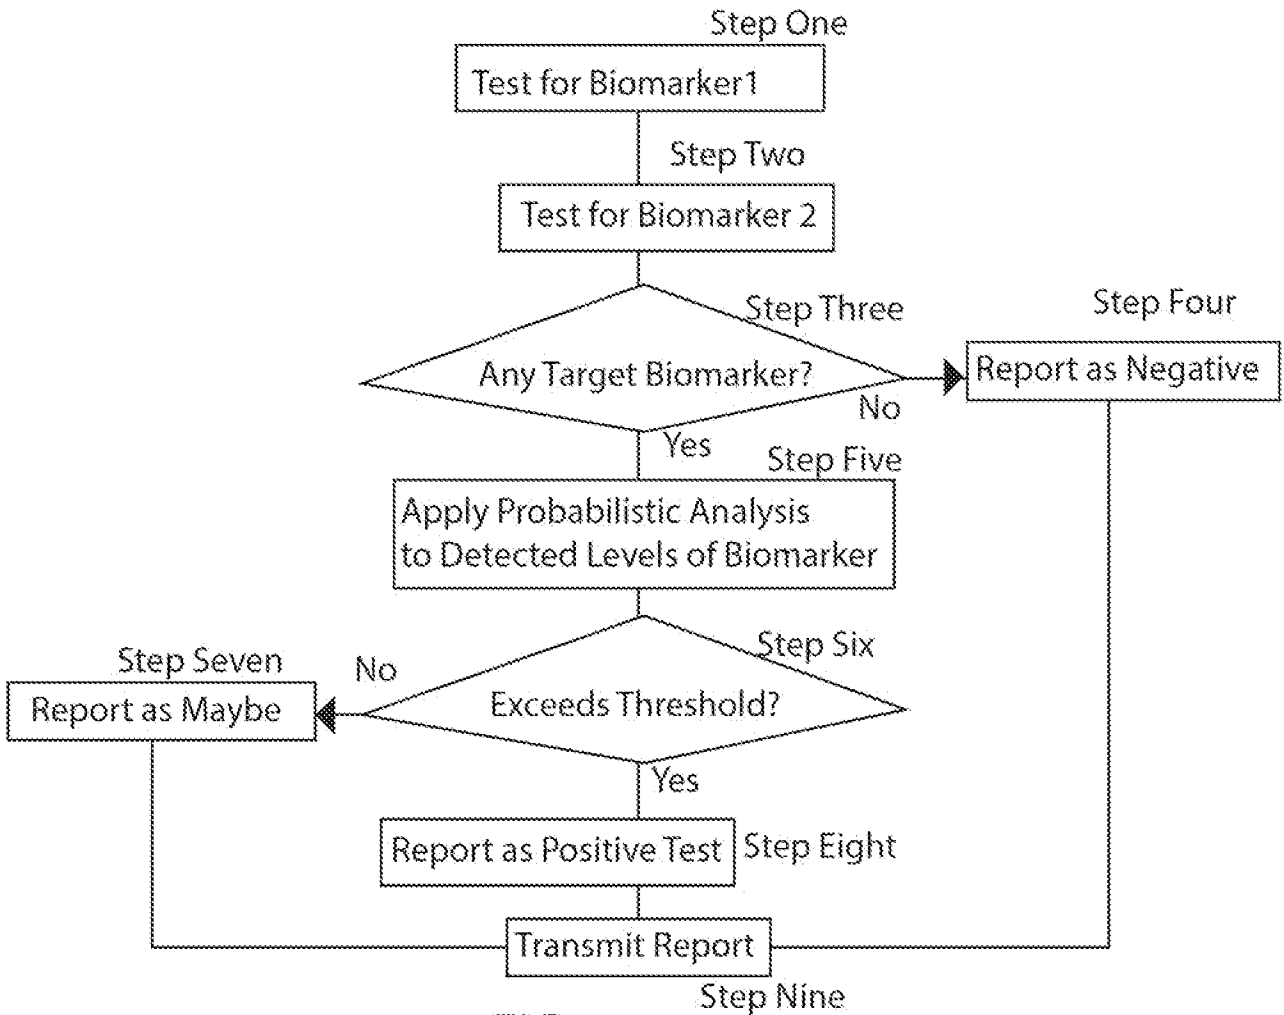 Step One
Test for Biomarker1
Step Two
Test for Biomarker 2
Step Three
Any Target Biomarker?
No
Step Four
Report as Negative
Yes
Step Five
Apply Probabilistic Analysis
to Detected Levels of Biomarker
Step Six
Exceeds Threshold?
No
Step Seven
Report as Maybe
Yes
Report as Positive Test
Step Eight
Transmit Report
Step Nine